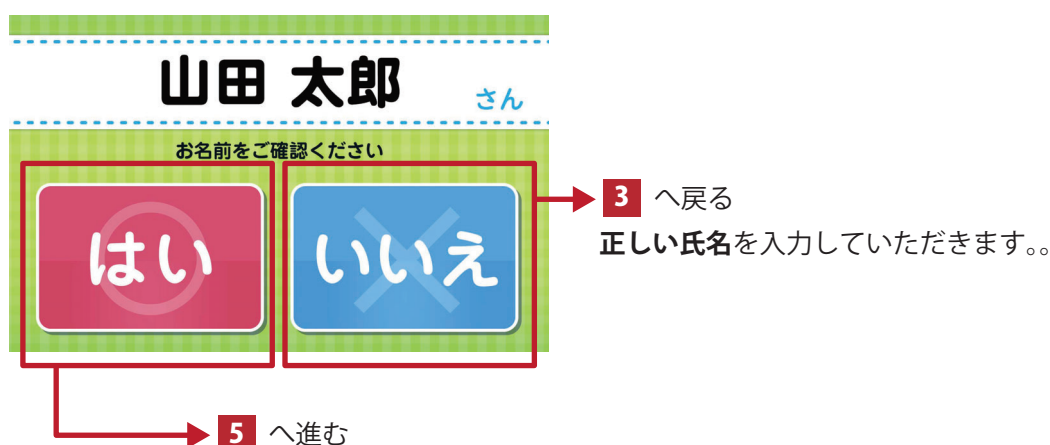 山田 太郎 さん
お名前をご確認ください
はい いいえ
3 へ戻る
正しい氏名を入力していただきます。。
5 へ進む